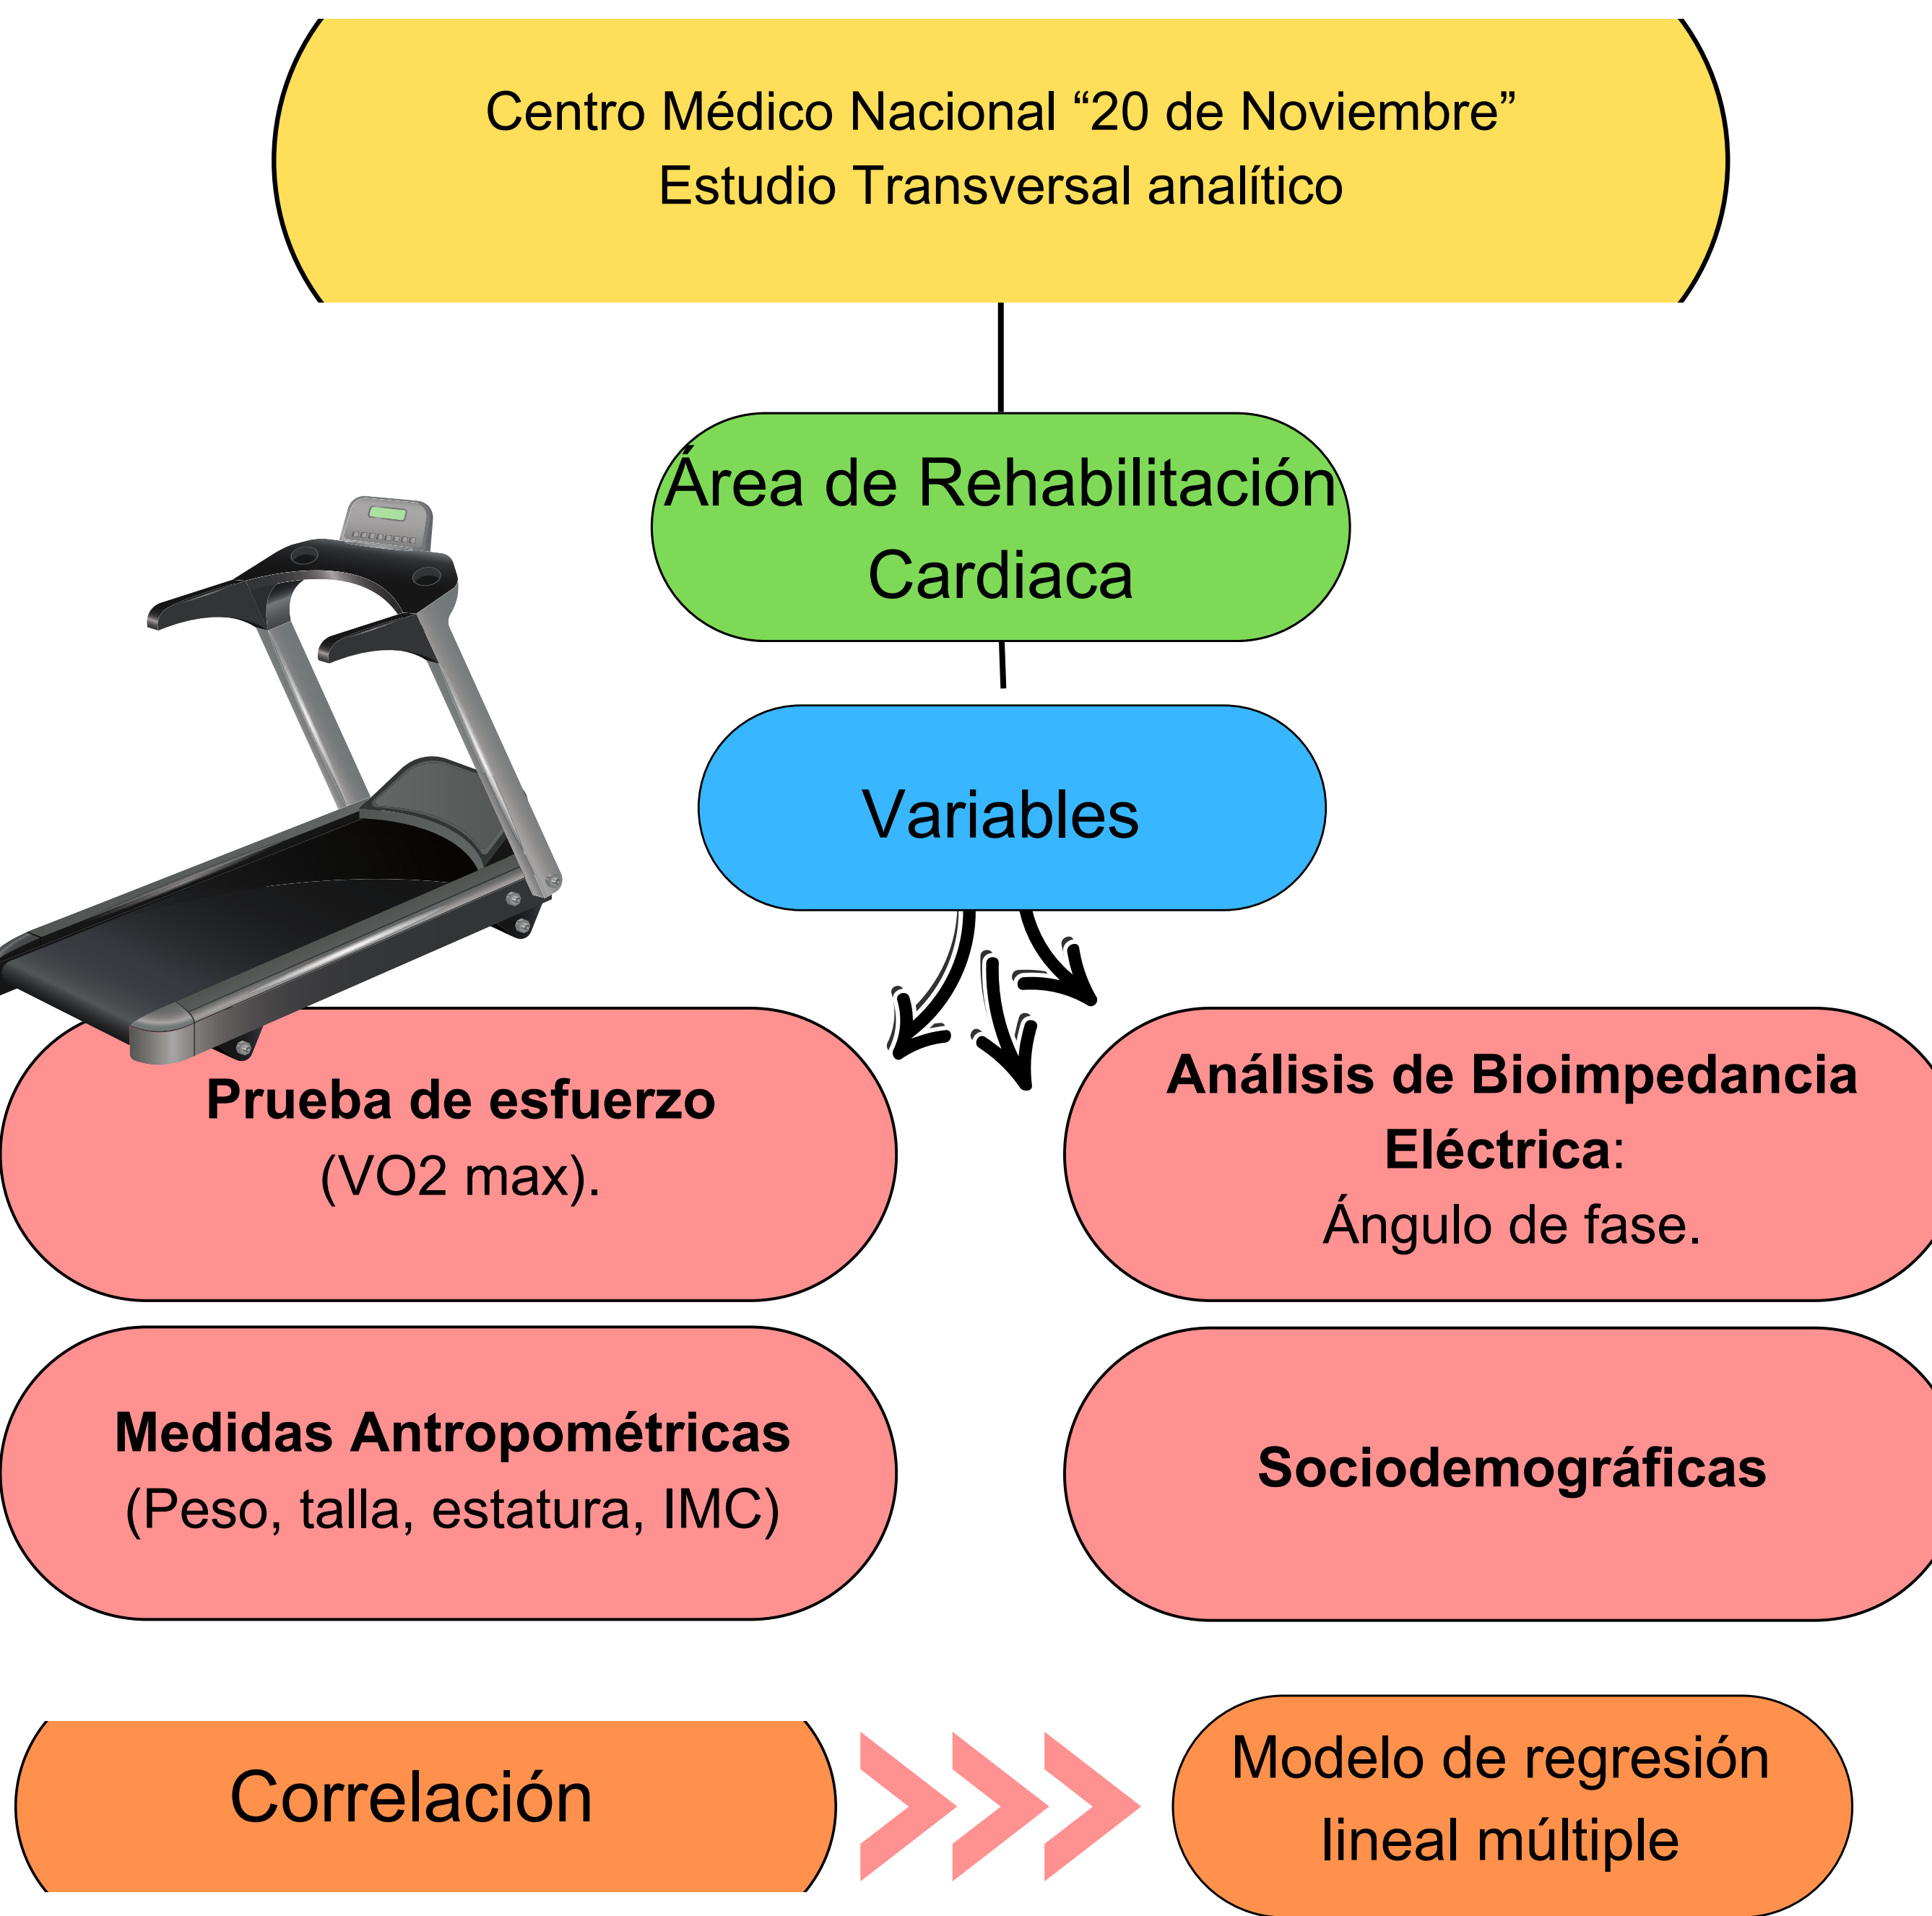 Centro Médico Nacional “20 de Noviembre”
Estudio Transversal analítico
Área de Rehabilitación
Cardiaca
Variables
Prueba de esfuerzo
(VO2 max).
Análisis de Bioimpedancia
Eléctrica:
Ángulo de fase.
Medidas Antropométricas
(Peso, talla, estatura, IMC)
Sociodemográficas
Correlación
Modelo de regresión
lineal múltiple